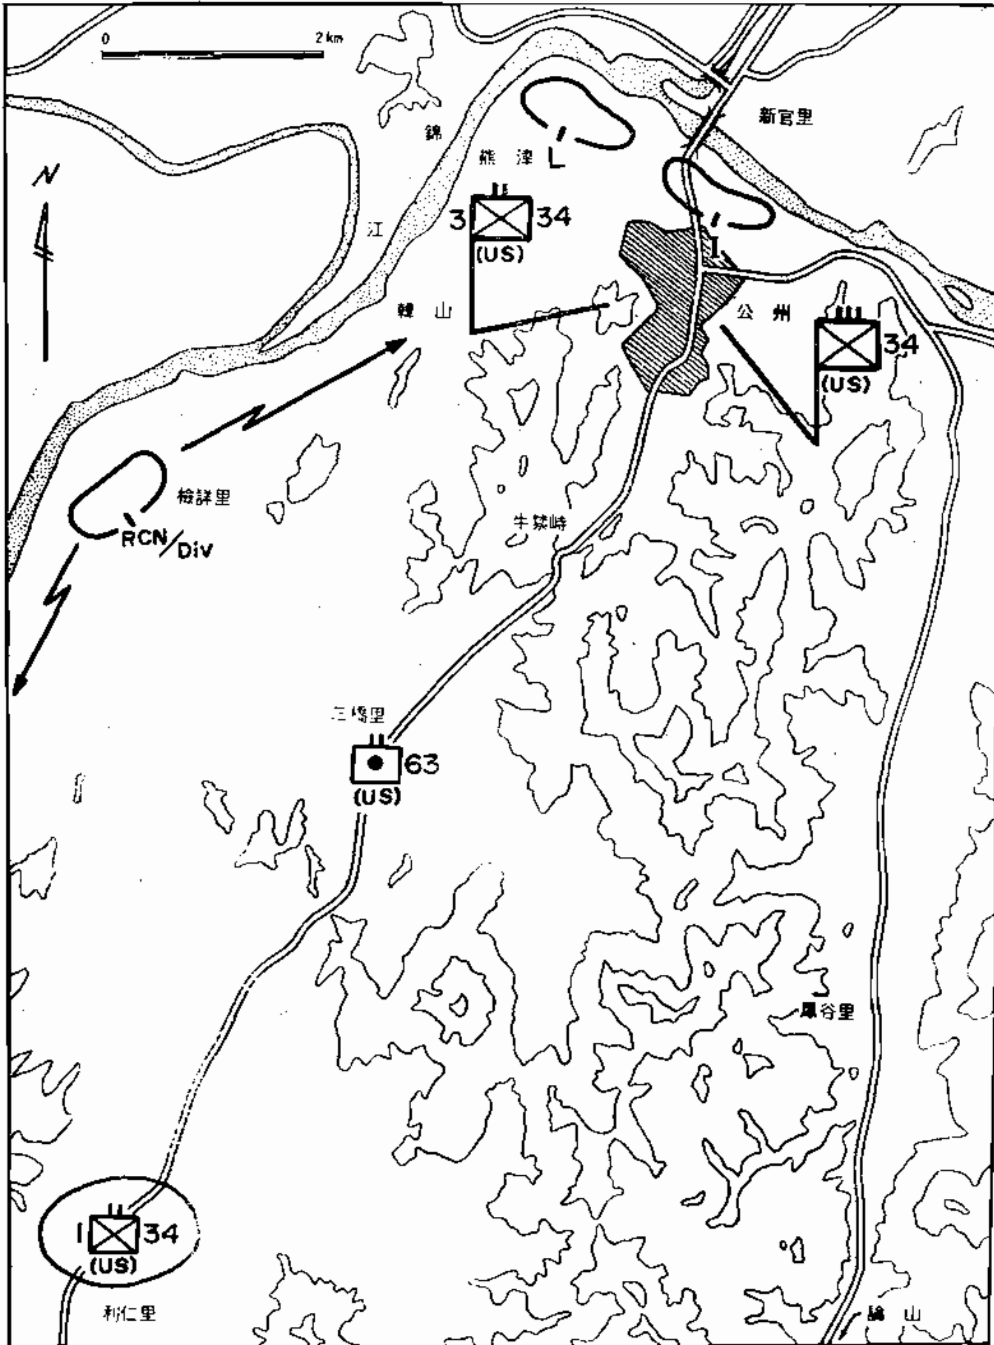 0 2 km
N
錦
江
新官里
熊津
L
3 34
(US)
I
韓山
公州
34
(US)
檢詳里
RCN/Div
牛禁峙
三橋里
63
(US)
鳳谷里
1 34
(US)
利仁里
論山